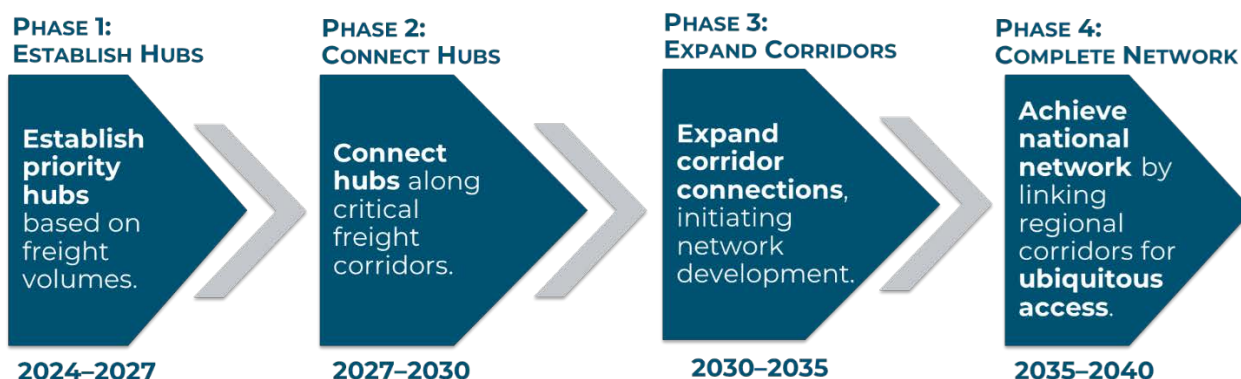 PHASE 1:
ESTABLISH HUBS
Establish
priority
hubs
based on
freight
volumes.
2024–2027
PHASE 2:
CONNECT HUBS
Connect
hubs along
critical
freight
corridors.
2027–2030
PHASE 3:
EXPAND CORRIDORS
Expand
corridor
connections,
initiating
network
development.
2030–2035
PHASE 4:
COMPLETE NETWORK
Achieve
national
network by
linking
regional
corridors for
ubiquitous
access.
2035–2040